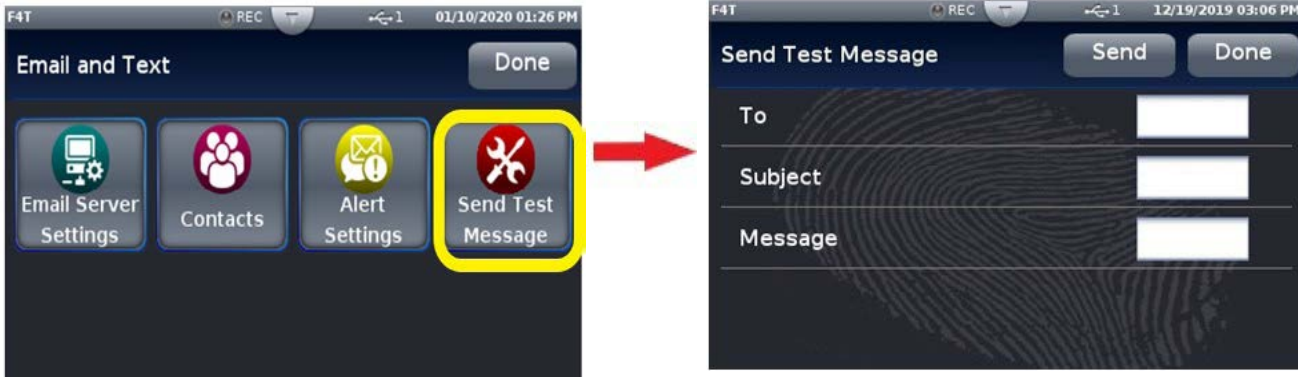 F4T REC 1 01/10/2020 01:26 PM
Email and Text Done
Email Server Settings
Contacts
Alert Settings
Send Test Message
F4T REC 1 12/19/2019 03:06 PM
Send Test Message Send Done
To
Subject
Message